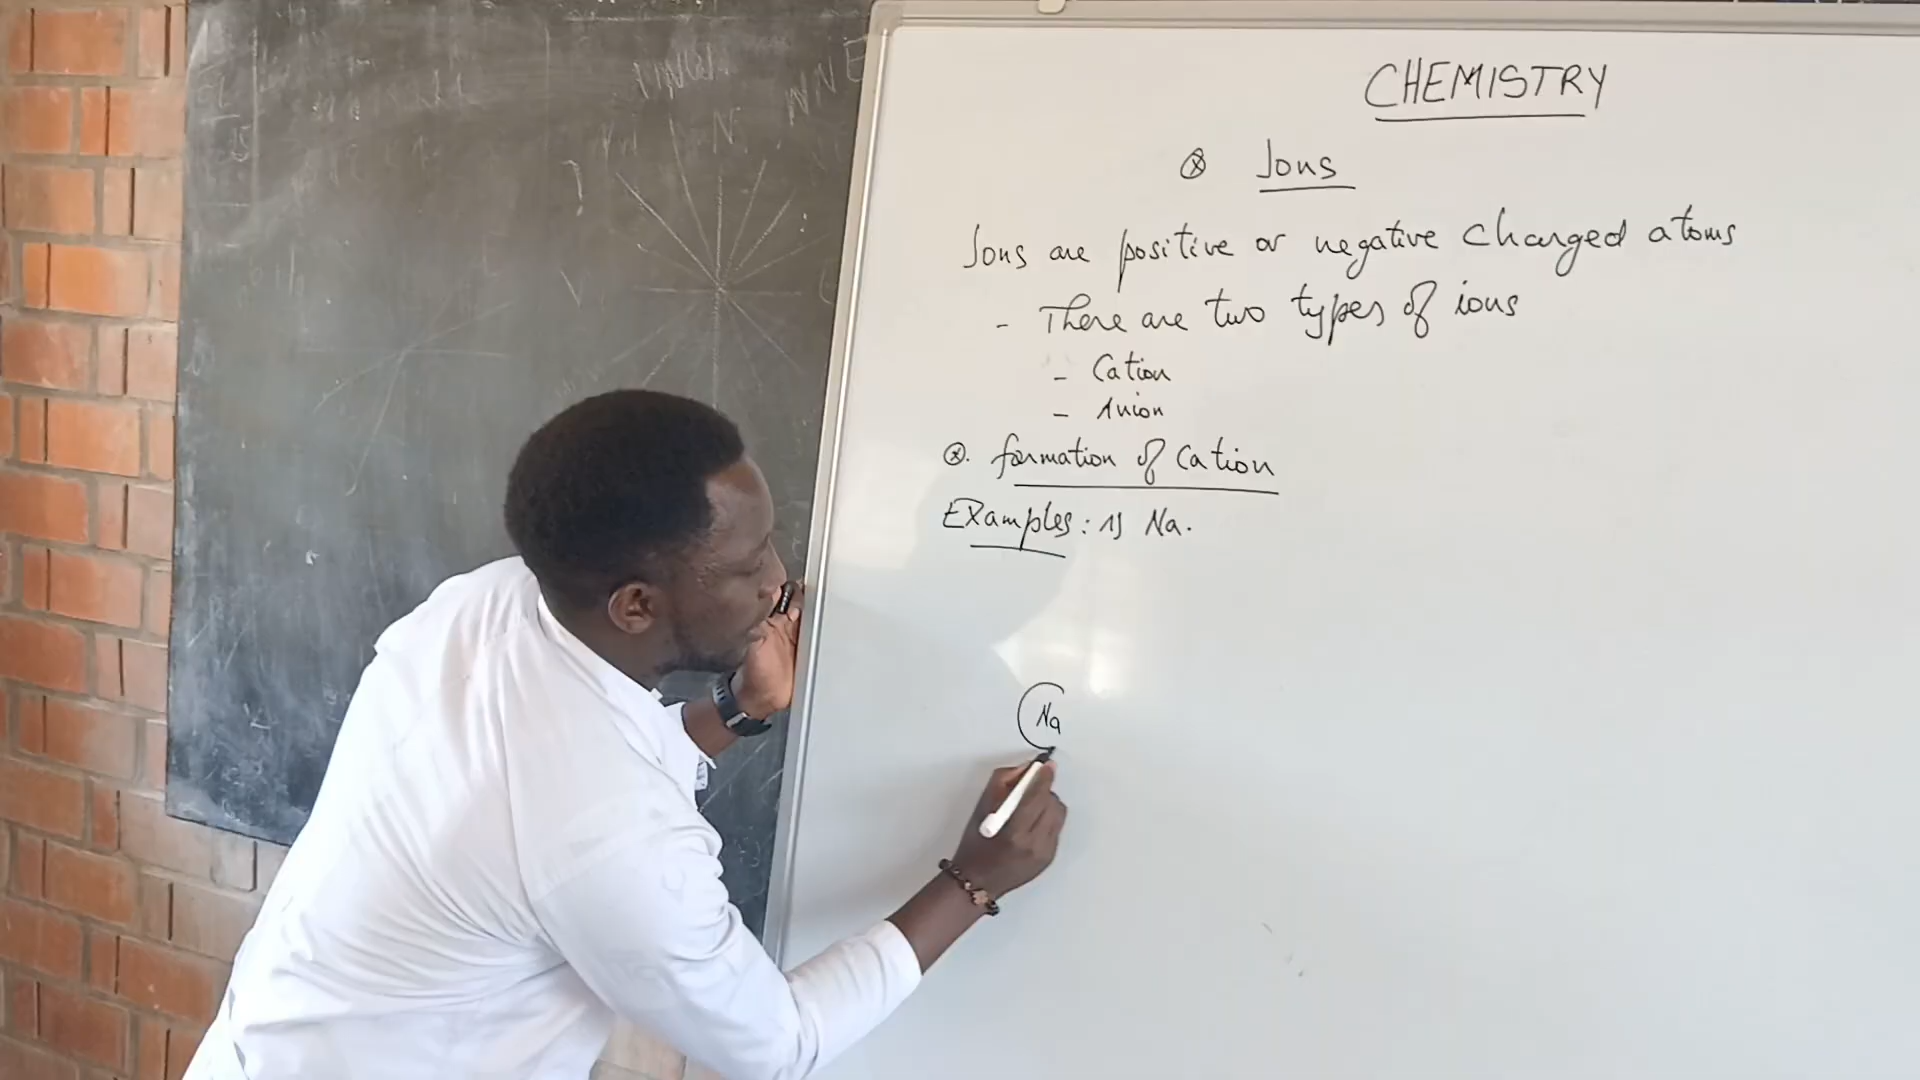 CHEMISTRY
⊗ Ions
Ions are positive or negative charged atoms
- There are two types of ions
- Cation
- Anion
⊗. formation of Cation
Examples: 1) Na.
Na